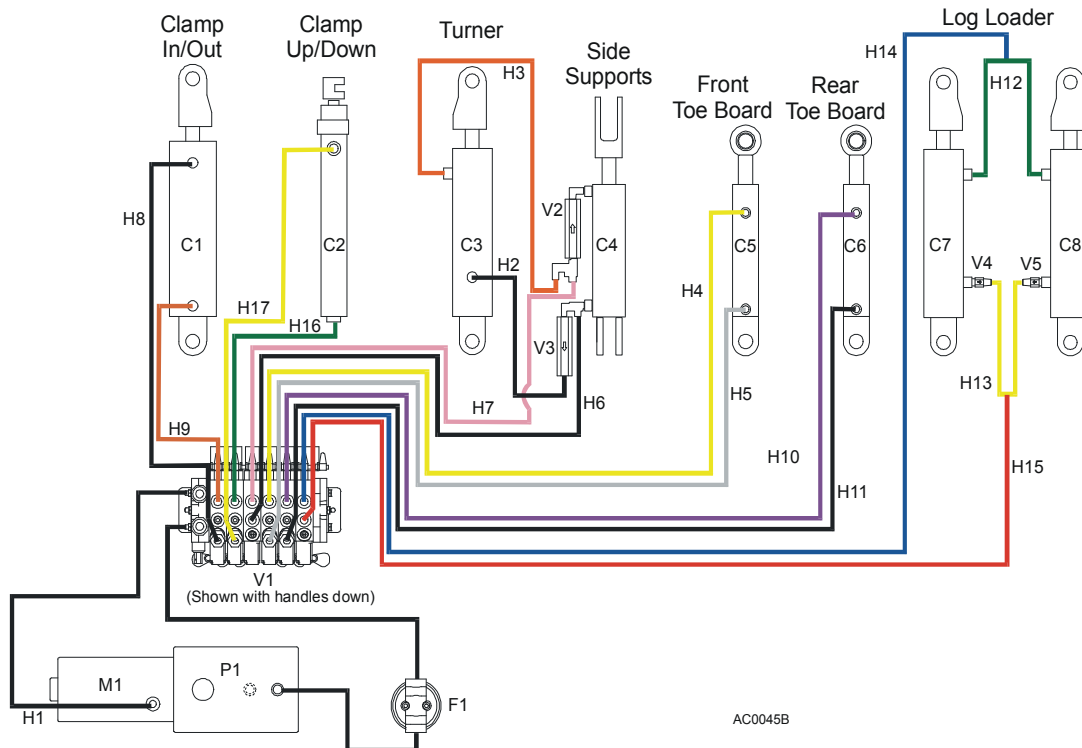 Clamp
In/Out
Clamp
Up/Down
Turner
Side
Supports
Front
Toe Board
Rear
Toe Board
Log Loader
H14
H3
H12
H8
V2
C1
C2
C3
H2
C4
C5
C6
C7
C8
V4
V5
H4
H17
H16
V3
H13
H7
H6
H5
H9
H10
H15
H11
V1
(Shown with handles down)
P1
M1
F1
H1
AC0045B